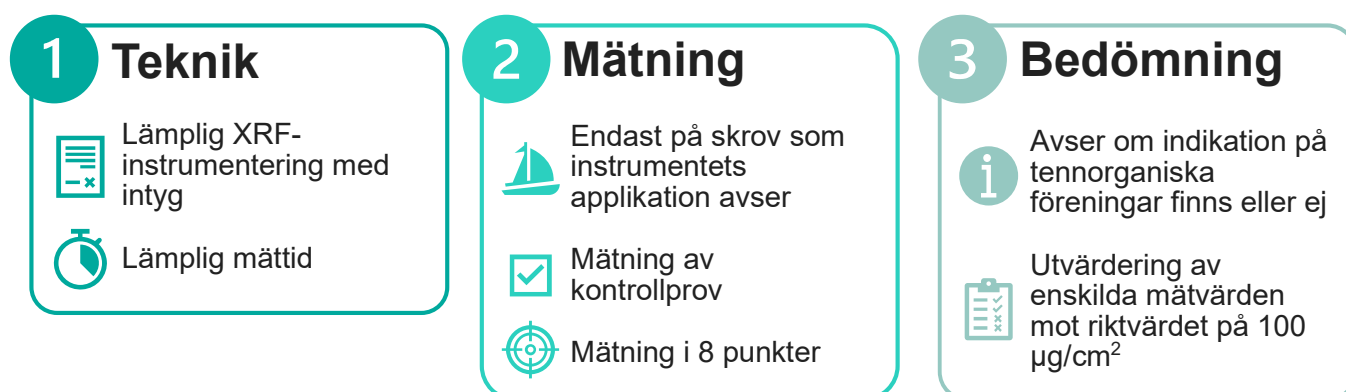 1 Teknik
Lämplig XRF-
instrumentering med
intyg
Lämplig mättid
2 Mätning
Endast på skrov som
instrumentets
applikation avser
Mätning av
kontrollprov
Mätning i 8 punkter
3 Bedömning
Avser om indikation på
tennorganiska
föreningar finns eller ej
Utvärdering av
enskilda mätvärden
mot riktvärdet på 100
µg/cm²